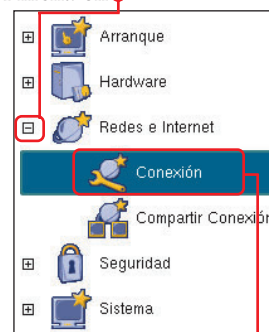 Arranque
Hardware
Redes e Internet
Conexión
Compartir Conexión
Seguridad
Sistema